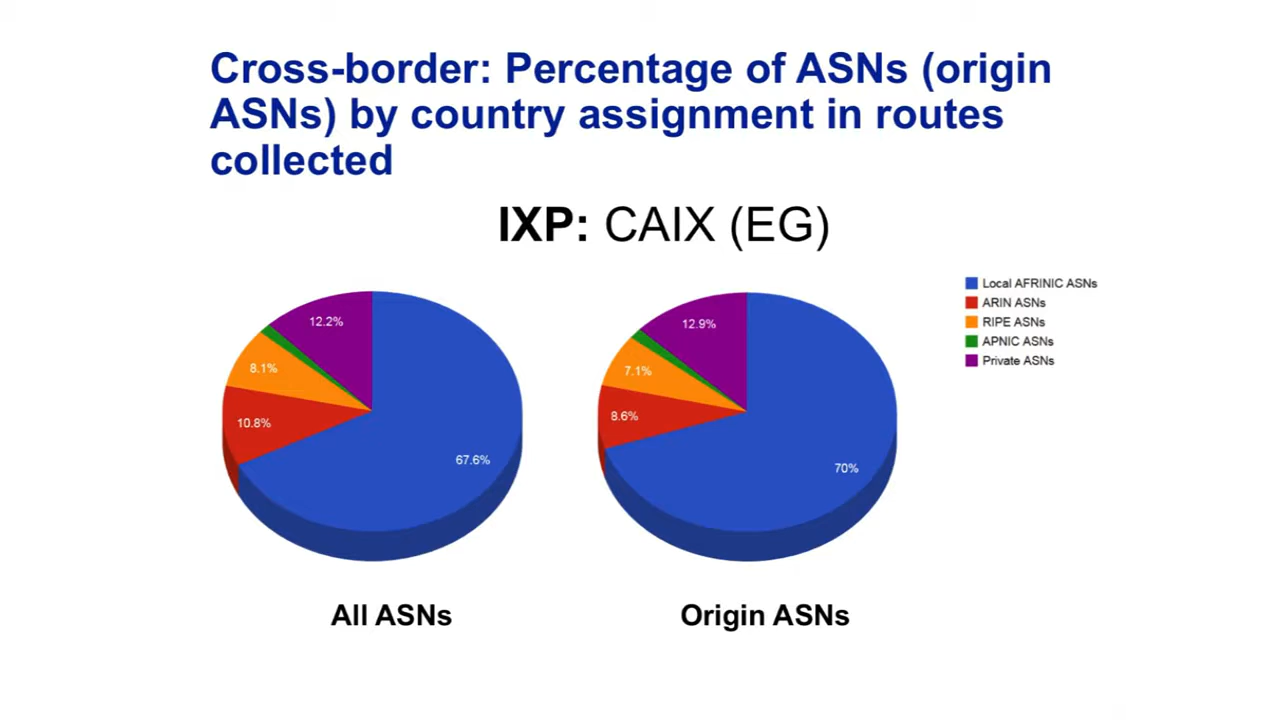 Cross-border: Percentage of ASNs (origin
ASNs) by country assignment in routes
collected
IXP: CAIX (EG)
12.2%
8.1%
10.8%
67.6%
All ASNs
12.9%
7.1%
8.6%
70%
Origin ASNs
Local AFRINIC ASNs
ARIN ASNs
RIPE ASNs
APNIC ASNs
Private ASNs